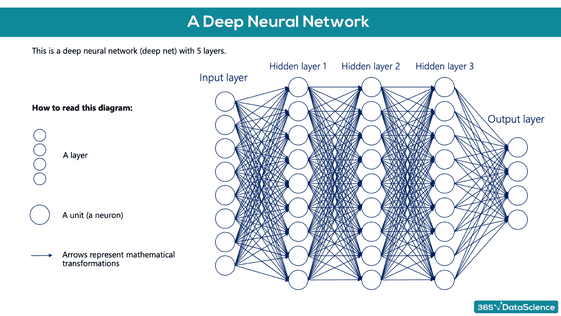 A Deep Neural Network
This is a deep neural network (deep net) with 5 layers.
Hidden layer 1
Hidden layer 2
Hidden layer 3
Input layer
How to read this diagram:
Output layer
A layer
A unit (a neuron)
Arrows represent mathematical
transformations
365√DataScience